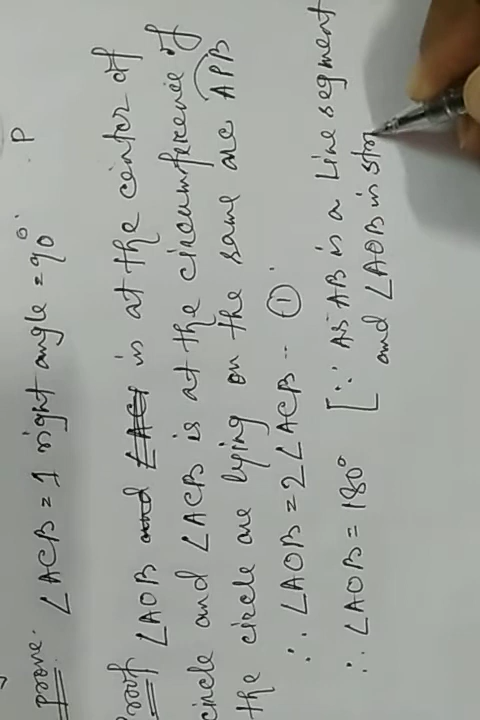 P
prove: ∠ACB = 1 right angle = 90°.
Proof ∠AOB is at the center of
circle and ∠ACB is at the circumference of
the circle are lying on the same arc APB
∴ ∠AOB = 2∠ACB -- ①
∴ ∠AOB = 180° [∵ As AB is a Line segment
and ∠AOB is str